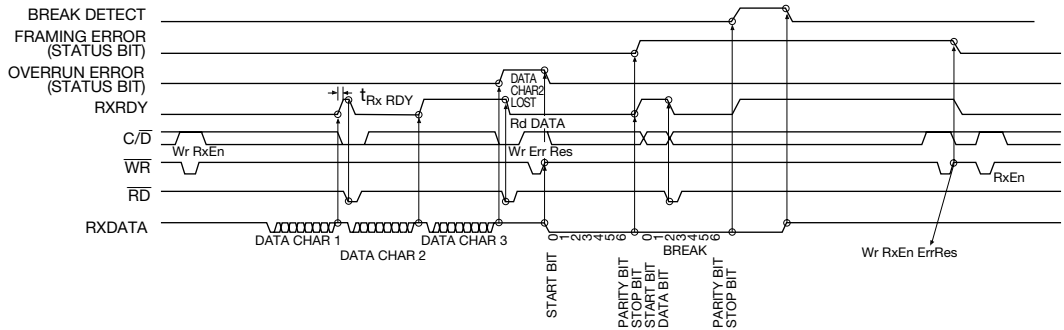 BREAK DETECT
FRAMING ERROR
(STATUS BIT)
OVERRUN ERROR
(STATUS BIT)
DATA
CHAR2
LOST
tRx RDY
RXRDY
Rd DATA
C/D
Wr RxEn
Wr Err Res
WR
RxEn
RD
RXDATA
DATA CHAR 1
DATA CHAR 2
DATA CHAR 3
0 1 2 3 4 5 6
0 1 2 3 4 5 6
BREAK
Wr RxEn ErrRes
START BIT
PARITY BIT
STOP BIT
START BIT
DATA BIT
PARITY BIT
STOP BIT